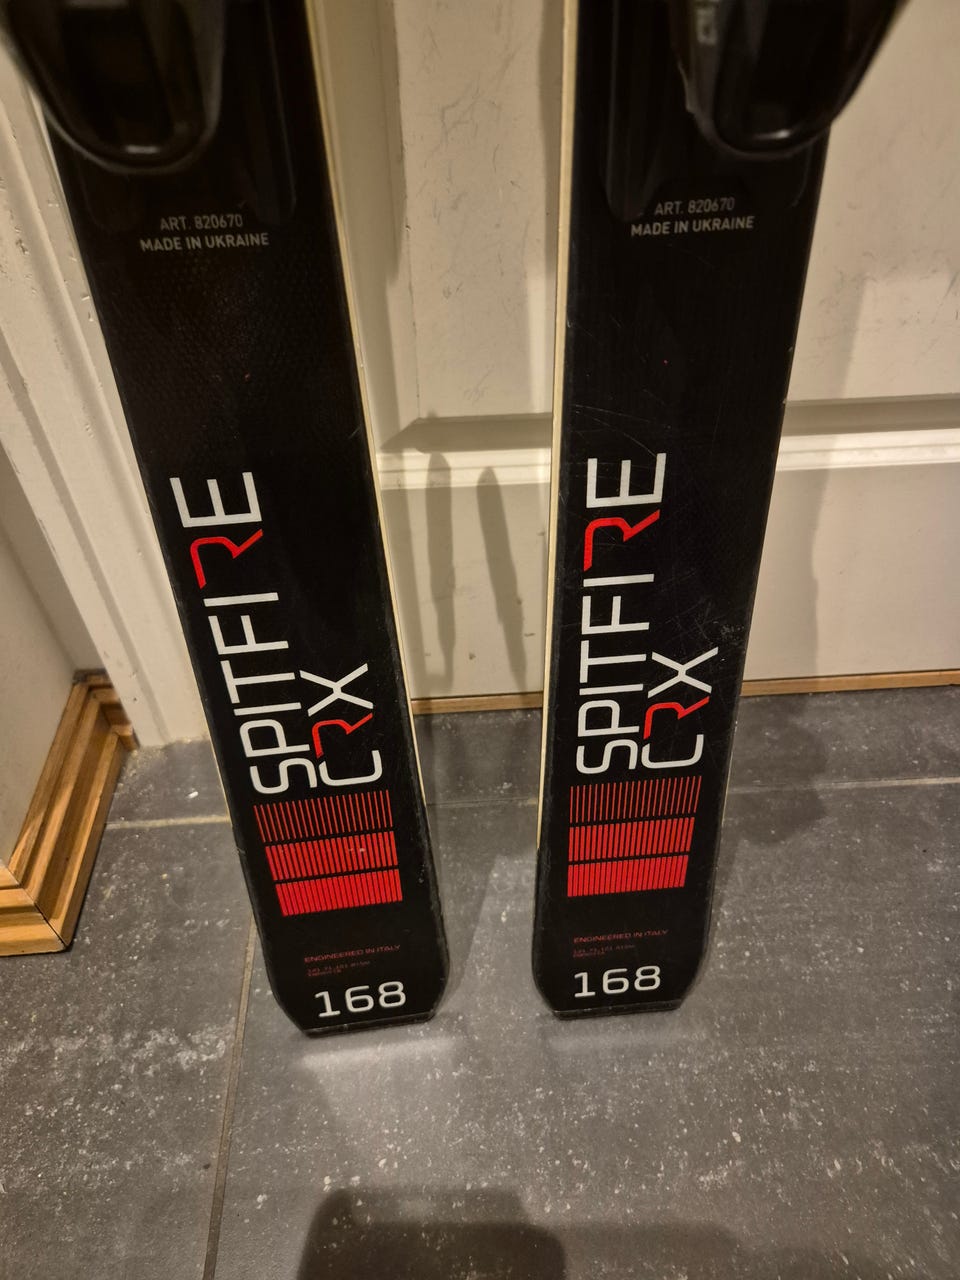 ART. 820670
MADE IN UKRAINE
SPITFIRE
CRX
ENGINEERED IN ITALY
168
ART. 820670
MADE IN UKRAINE
SPITFIRE
CRX
ENGINEERED IN ITALY
168